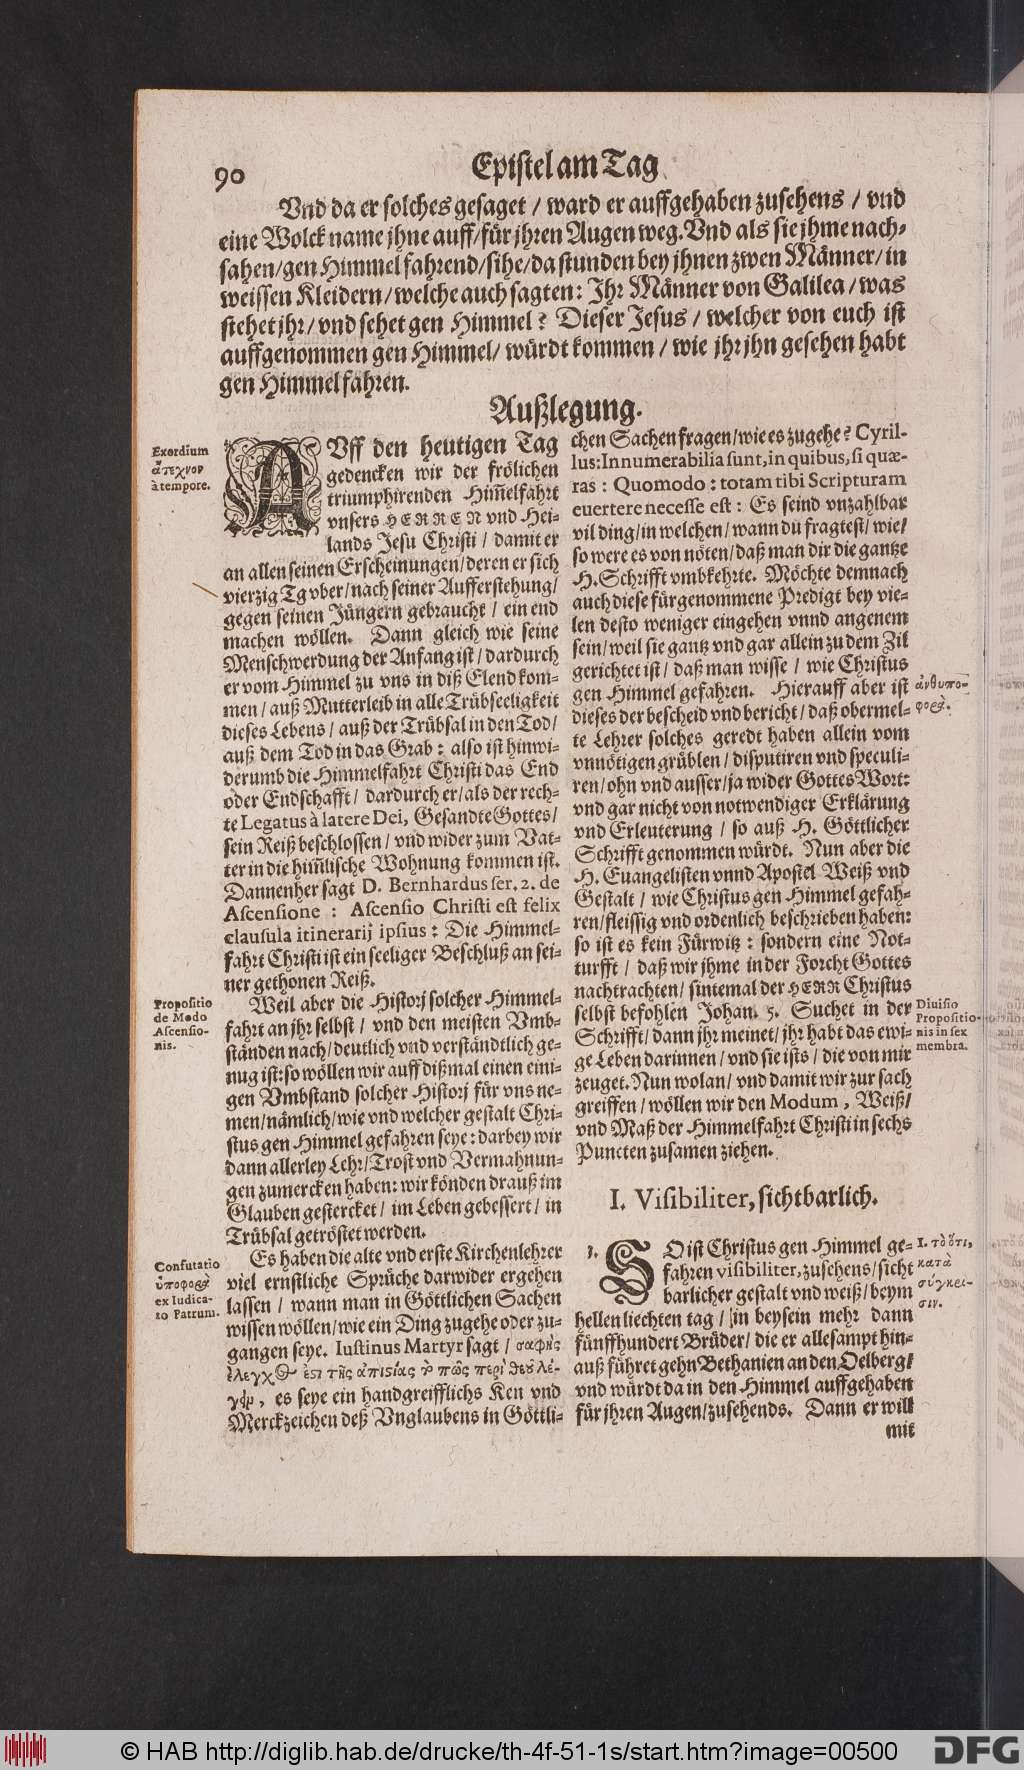 90
Epistel am Tag
Vnd da er solches gesaget / ward er auffgehaben zusehens / vnd
eine Wolck name jhne auff/für jhren Augen weg. Vnd als sie jhme nach-
sahen/gen Himmel fahrend/sihe/da stunden bey jhnen zwen Männer/ in
weissen Kleidern/welche auch sagten: Jhr Männer von Galilea/was
stehet jhr/vnd sehet gen Himmel? Dieser Jesus / welcher von euch ist
auffgenommen gen Himmel/ würdt kommen / wie jhr jhn gesehen habt
gen Himmel fahren.
Außlegung.
Exordium
ἄτεχνον
à tempore.
AVff den heutigen Tag
gedencken wir der frölichen
triumphirenden Him̃elfahrt
vnsers HERREN vnd Hei-
lands Jesu Christi / damit er
an allen seinen Erscheinungen/deren er sich
vierzig Tg vber/nach seiner Aufferstehung/
gegen seinen Jüngern gebraucht / ein end
machen wöllen. Dann gleich wie seine
Menschwerdung der Anfang ist / dardurch
er vom Himmel zu vns in diß Elend kom-
men / auß Mutterleib in alle Trübseeligkeit
dieses Lebens / auß der Trübsal in den Tod/
auß dem Tod in das Grab: also ist hinwi-
derumb die Himmelfahrt Christi das End
oder Endschafft / dardurch er/als der rech-
te Legatus à latere Dei, Gesandte Gottes/
sein Reiß beschlossen / vnd wider zum Vat-
ter in die him̃lische Wohnung kommen ist.
Dannenher sagt D. Bernhardus ser. 2. de
Ascensione : Ascensio Christi est felix
clausula itinerarij ipsius: Die Himmel-
fahrt Christi ist ein seeliger Beschluß an sei-
ner gethonen Reiß.
Propositio
de Modo
Ascensio-
nis.
Weil aber die Histori solcher Himmel-
fahrt an jhr selbst / vnd den meisten Vmb-
ständen nach/deutlich vnd verständtlich ge-
nug ist: so wöllen wir auff dißmal einen eini-
gen Vmbstand solcher Histori für vns ne-
men/nämlich/wie vnd welcher gestalt Chri-
stus gen Himmel gefahren seye: darbey wir
dann allerley Lehr/Trost vnd Vermahnun-
gen zumercken haben: wir könden drauß im
Glauben gestercket / im Leben gebessert / in
Trübsal getröstet werden.
Confutatio
ὑποφορᾶς
ex Iudica-
to Patrum.
Es haben die alte vnd erste Kirchenlehrer
viel ernstliche Sprüche darwider ergehen
lassen / wann man in Göttlichen Sachen
wissen wöllen/wie ein Ding zugehe oder zu-
gangen seye. Iustinus Martyr sagt / σαφὴς
ἔλεγχος ἐστὶ τῆς ἀπιστίας τὸ πῶς περὶ θεοῦ λέ-
γειν, es seye ein handgreifflichs Ken vnd
Merckzeichen deß Vnglaubens in Göttli-
chen Sachen fragen/wie es zugehe? Cyril-
lus: Innumerabilia sunt, in quibus, si quæ-
ras : Quomodo : totam tibi Scripturam
euertere necesse est : Es seind vnzahlbar
vil ding/in welchen/wann du fragtest/wie/
so were es von nöten/daß man dir die gantze
H. Schrifft vmbkehrte. Möchte demnach
auch diese fürgenommene Predigt bey vie-
len desto weniger eingehen vnnd angenem
sein/weil sie gantz vnd gar allein zu dem Zil
gerichtet ist / daß man wisse / wie Christus
gen Himmel gefahren. Hierauff aber ist
dieses der bescheid vnd bericht/daß obermel-
te Lehrer solches geredt haben allein vom
vnnötigen grüblen / disputiren vnd speculi-
ren/ohn vnd ausser/ja wider Gottes Wort:
vnd gar nicht von notwendiger Erklärung
vnd Erleuterung / so auß H. Göttlicher
Schrifft genommen würdt. Nun aber die
H. Euangelisten vnnd Apostel Weiß vnd
Gestalt / wie Christus gen Himmel gefah-
ren/fleissig vnd ordenlich beschrieben haben:
so ist es kein Fürwitz : sondern eine Not-
turfft / daß wir jhme in der Forcht Gottes
nachtrachten/ sintemal der HERR Christus
selbst befohlen Johan. 5. Suchet in der
Schrifft/dann jhr meinet/jhr habt das ewi-
ge Leben darinnen / vnd sie ists / die von mir
zeuget. Nun wolan/ vnd damit wir zur sach
greiffen / wöllen wir den Modum, Weiß/
vnd Maß der Himmelfahrt Christi in sechs
Puncten zusamen ziehen.
ἀνθυπο-
φορά.
Diuisio
Propositio-
nis in sex
membra.
I. Visibiliter, sichtbarlich.
1. SO ist Christus gen Himmel ge-
fahren visibiliter, zusehens/sicht
barlicher gestalt vnd weiß/beym
hellen liechten tag / in beysein mehr dann
fünffhundert Brüder/ die er allesampt hin-
auß führet gehn Bethanien an den Oelberg/
vnd würdt da in den Himmel auffgehaben
für jhren Augen/zusehends. Dann er will
mit
1. τὸ ὅτι,
κατὰ
σύγκρι-
σιν.
© HAB http://diglib.hab.de/drucke/th-4f-51-1s/start.htm?image=00500
DFG